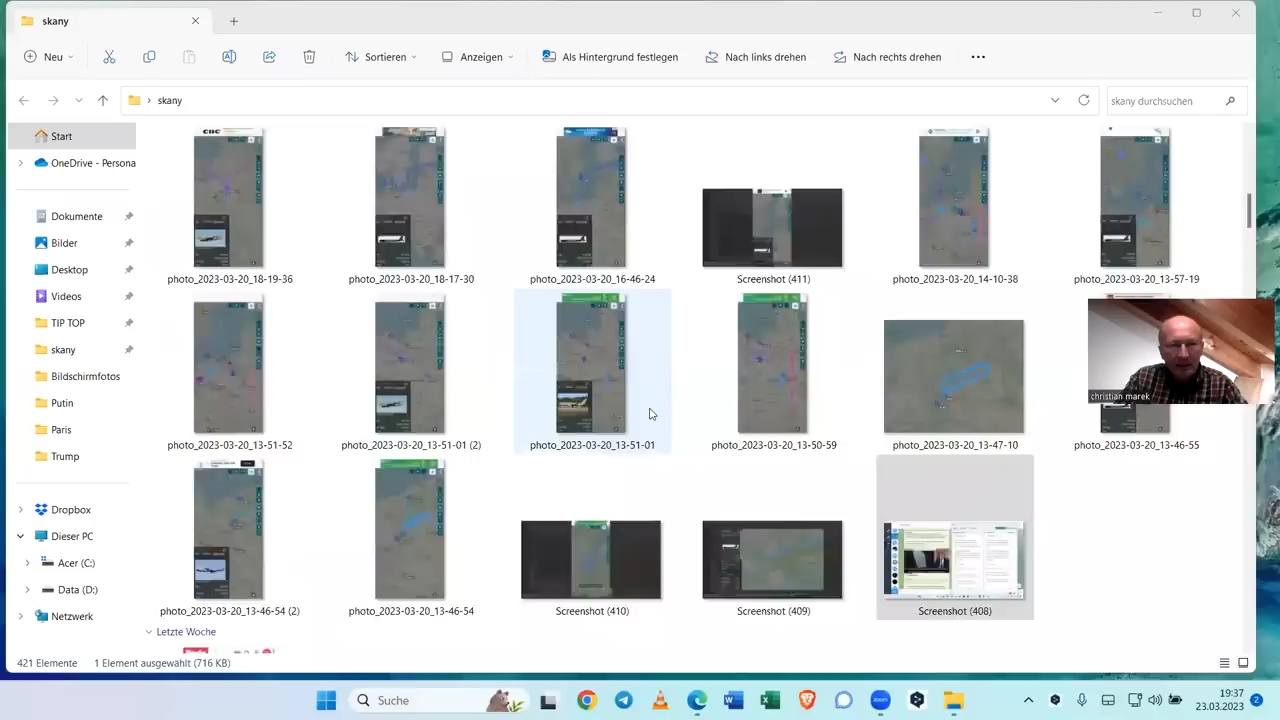 skany
Neu
Sortieren
Anzeigen
Als Hintergrund festlegen
Nach links drehen
Nach rechts drehen
skany
skany durchsuchen
Start
OneDrive - Persona
Dokumente
Bilder
Desktop
Videos
TIP TOP
skany
Bildschirmfotos
Putin
Paris
Trump
Dropbox
Dieser PC
Acer (C:)
Data (D:)
Netzwerk
photo_2023-03-20_18-19-36
photo_2023-03-20_18-17-30
photo_2023-03-20_16-46-24
Screenshot (411)
photo_2023-03-20_14-10-38
photo_2023-03-20_13-57-19
christian marek
photo_2023-03-20_13-51-52
photo_2023-03-20_13-51-01 (2)
photo_2023-03-20_13-51-01
photo_2023-03-20_13-50-59
photo_2023-03-20_13-47-10
photo_2023-03-20_13-46-55
photo_2023-03-20_13-46-54 (2)
photo_2023-03-20_13-46-54
Screenshot (410)
Screenshot (409)
Screenshot (408)
Letzte Woche
421 Elemente
1 Element ausgewählt (716 KB)
Suche
19:37
23.03.2023
2